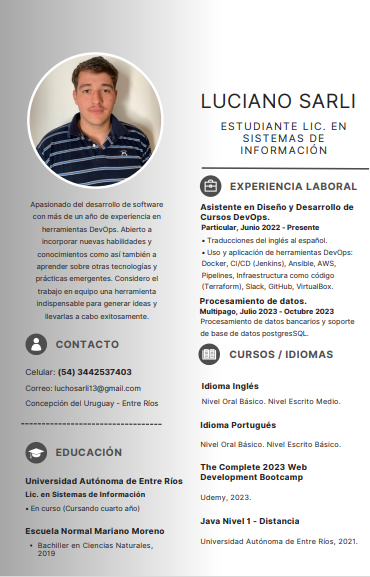 LUCIANO SARLI
ESTUDIANTE LIC. EN
SISTEMAS DE
INFORMACIÓN
Apasionado del desarrollo de software
con más de un año de experiencia en
herramientas DevOps. Abierto a
incorporar nuevas habilidades y
conocimientos como así también a
aprender sobre otras tecnologías y
prácticas emergentes. Considero el
trabajo en equipo una herramienta
indispensable para generar ideas y
llevarlas a cabo exitosamente.
CONTACTO
Celular: (54) 3442537403
Correo: luchosarli13@gmail.com
Concepción del Uruguay - Entre Ríos
EDUCACIÓN
Universidad Autónoma de Entre Ríos
Lic. en Sistemas de Información
• En curso (Cursando cuarto año)
Escuela Normal Mariano Moreno
• Bachiller en Ciencias Naturales,
2019
EXPERIENCIA LABORAL
Asistente en Diseño y Desarrollo de
Cursos DevOps.
Particular, Junio 2022 - Presente
• Traducciones del inglés al español.
• Uso y aplicación de herramientas DevOps:
Docker, CI/CD (Jenkins), Ansible, AWS,
Pipelines, Infraestructura como código
(Terraform), Slack, GitHub, VirtualBox.
Procesamiento de datos.
Multipago, Julio 2023 - Octubre 2023
Procesamiento de datos bancarios y soporte
de base de datos postgresSQL.
CURSOS / IDIOMAS
Idioma Inglés
Nivel Oral Básico. Nivel Escrito Medio.
Idioma Portugués
Nivel Oral Básico. Nivel Escrito Básico.
The Complete 2023 Web
Development Bootcamp
Udemy, 2023.
Java Nivel 1 - Distancia
Universidad Autónoma de Entre Ríos, 2021.